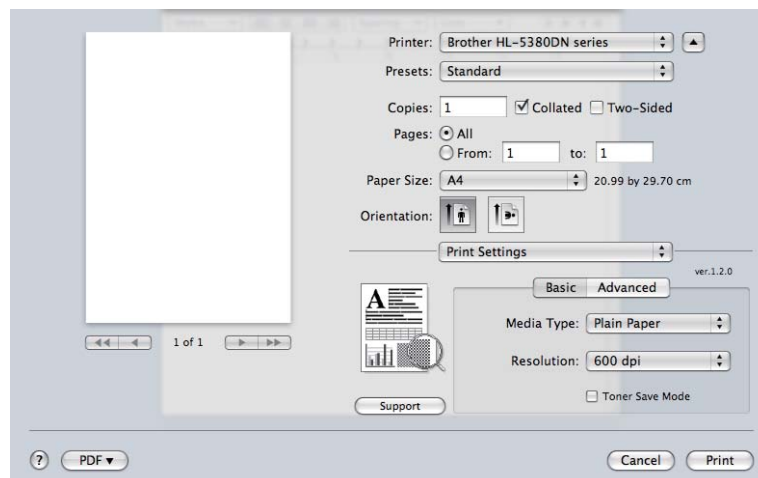 Printer: Brother HL-5380DN series
Presets: Standard
Copies: 1 Collated Two-Sided
Pages: All
From: 1 to: 1
Paper Size: A4 20.99 by 29.70 cm
Orientation:
Print Settings
ver.1.2.0
Basic Advanced
A
Media Type: Plain Paper
1 of 1
Resolution: 600 dpi
Toner Save Mode
Support
? PDF▼ Cancel Print